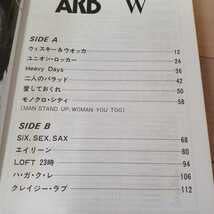 ARD W
SIDE A
ウィスキー&ウオッカ 12
ユニオン・ロッカー 24
Heavy Days 36
二人のバラッド 42
愛しておくれ 50
モノクロ・シティ 58
(MAN STAND UP, WOMAN YOU TOO)
SIDE B
SIX, SEX, SAX 68
エイリーン 80
LOFT 23時 94
ハ・ガ・ク・レ 106
クレイジー・ラブ 112